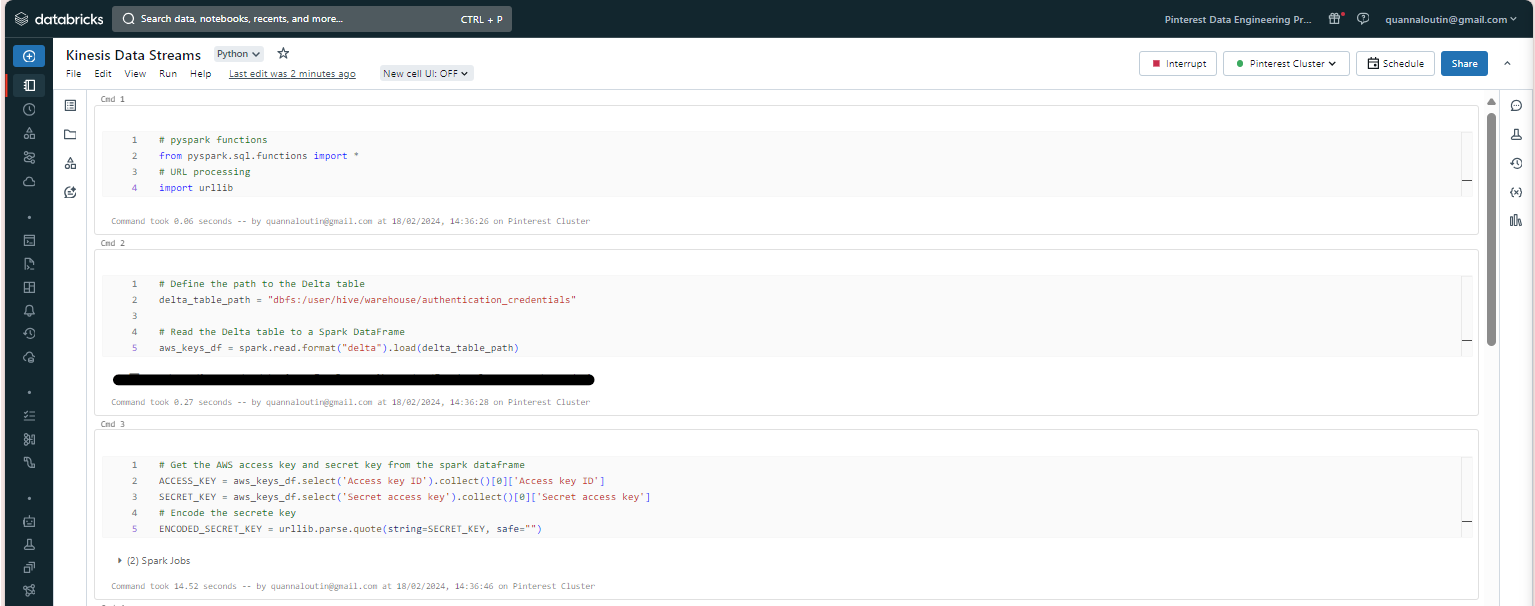 databricks
Search data, notebooks, recents, and more... CTRL + P
Pinterest Data Engineering Pr...
quannaloutin@gmail.com
Kinesis Data Streams
Python
File Edit View Run Help Last edit was 2 minutes ago New cell UI: OFF
Interrupt
Pinterest Cluster
Schedule
Share
Cmd 1
1 # pyspark functions
2 from pyspark.sql.functions import *
3 # URL processing
4 import urllib
Command took 0.06 seconds -- by quannaloutin@gmail.com at 18/02/2024, 14:36:26 on Pinterest Cluster
Cmd 2
1 # Define the path to the Delta table
2 delta_table_path = "dbfs:/user/hive/warehouse/authentication_credentials"
3
4 # Read the Delta table to a Spark DataFrame
5 aws_keys_df = spark.read.format("delta").load(delta_table_path)
Command took 0.27 seconds -- by quannaloutin@gmail.com at 18/02/2024, 14:36:28 on Pinterest Cluster
Cmd 3
1 # Get the AWS access key and secret key from the spark dataframe
2 ACCESS_KEY = aws_keys_df.select('Access key ID').collect()[0]['Access key ID']
3 SECRET_KEY = aws_keys_df.select('Secret access key').collect()[0]['Secret access key']
4 # Encode the secrete key
5 ENCODED_SECRET_KEY = urllib.parse.quote(string=SECRET_KEY, safe="")
(2) Spark Jobs
Command took 14.52 seconds -- by quannaloutin@gmail.com at 18/02/2024, 14:36:46 on Pinterest Cluster